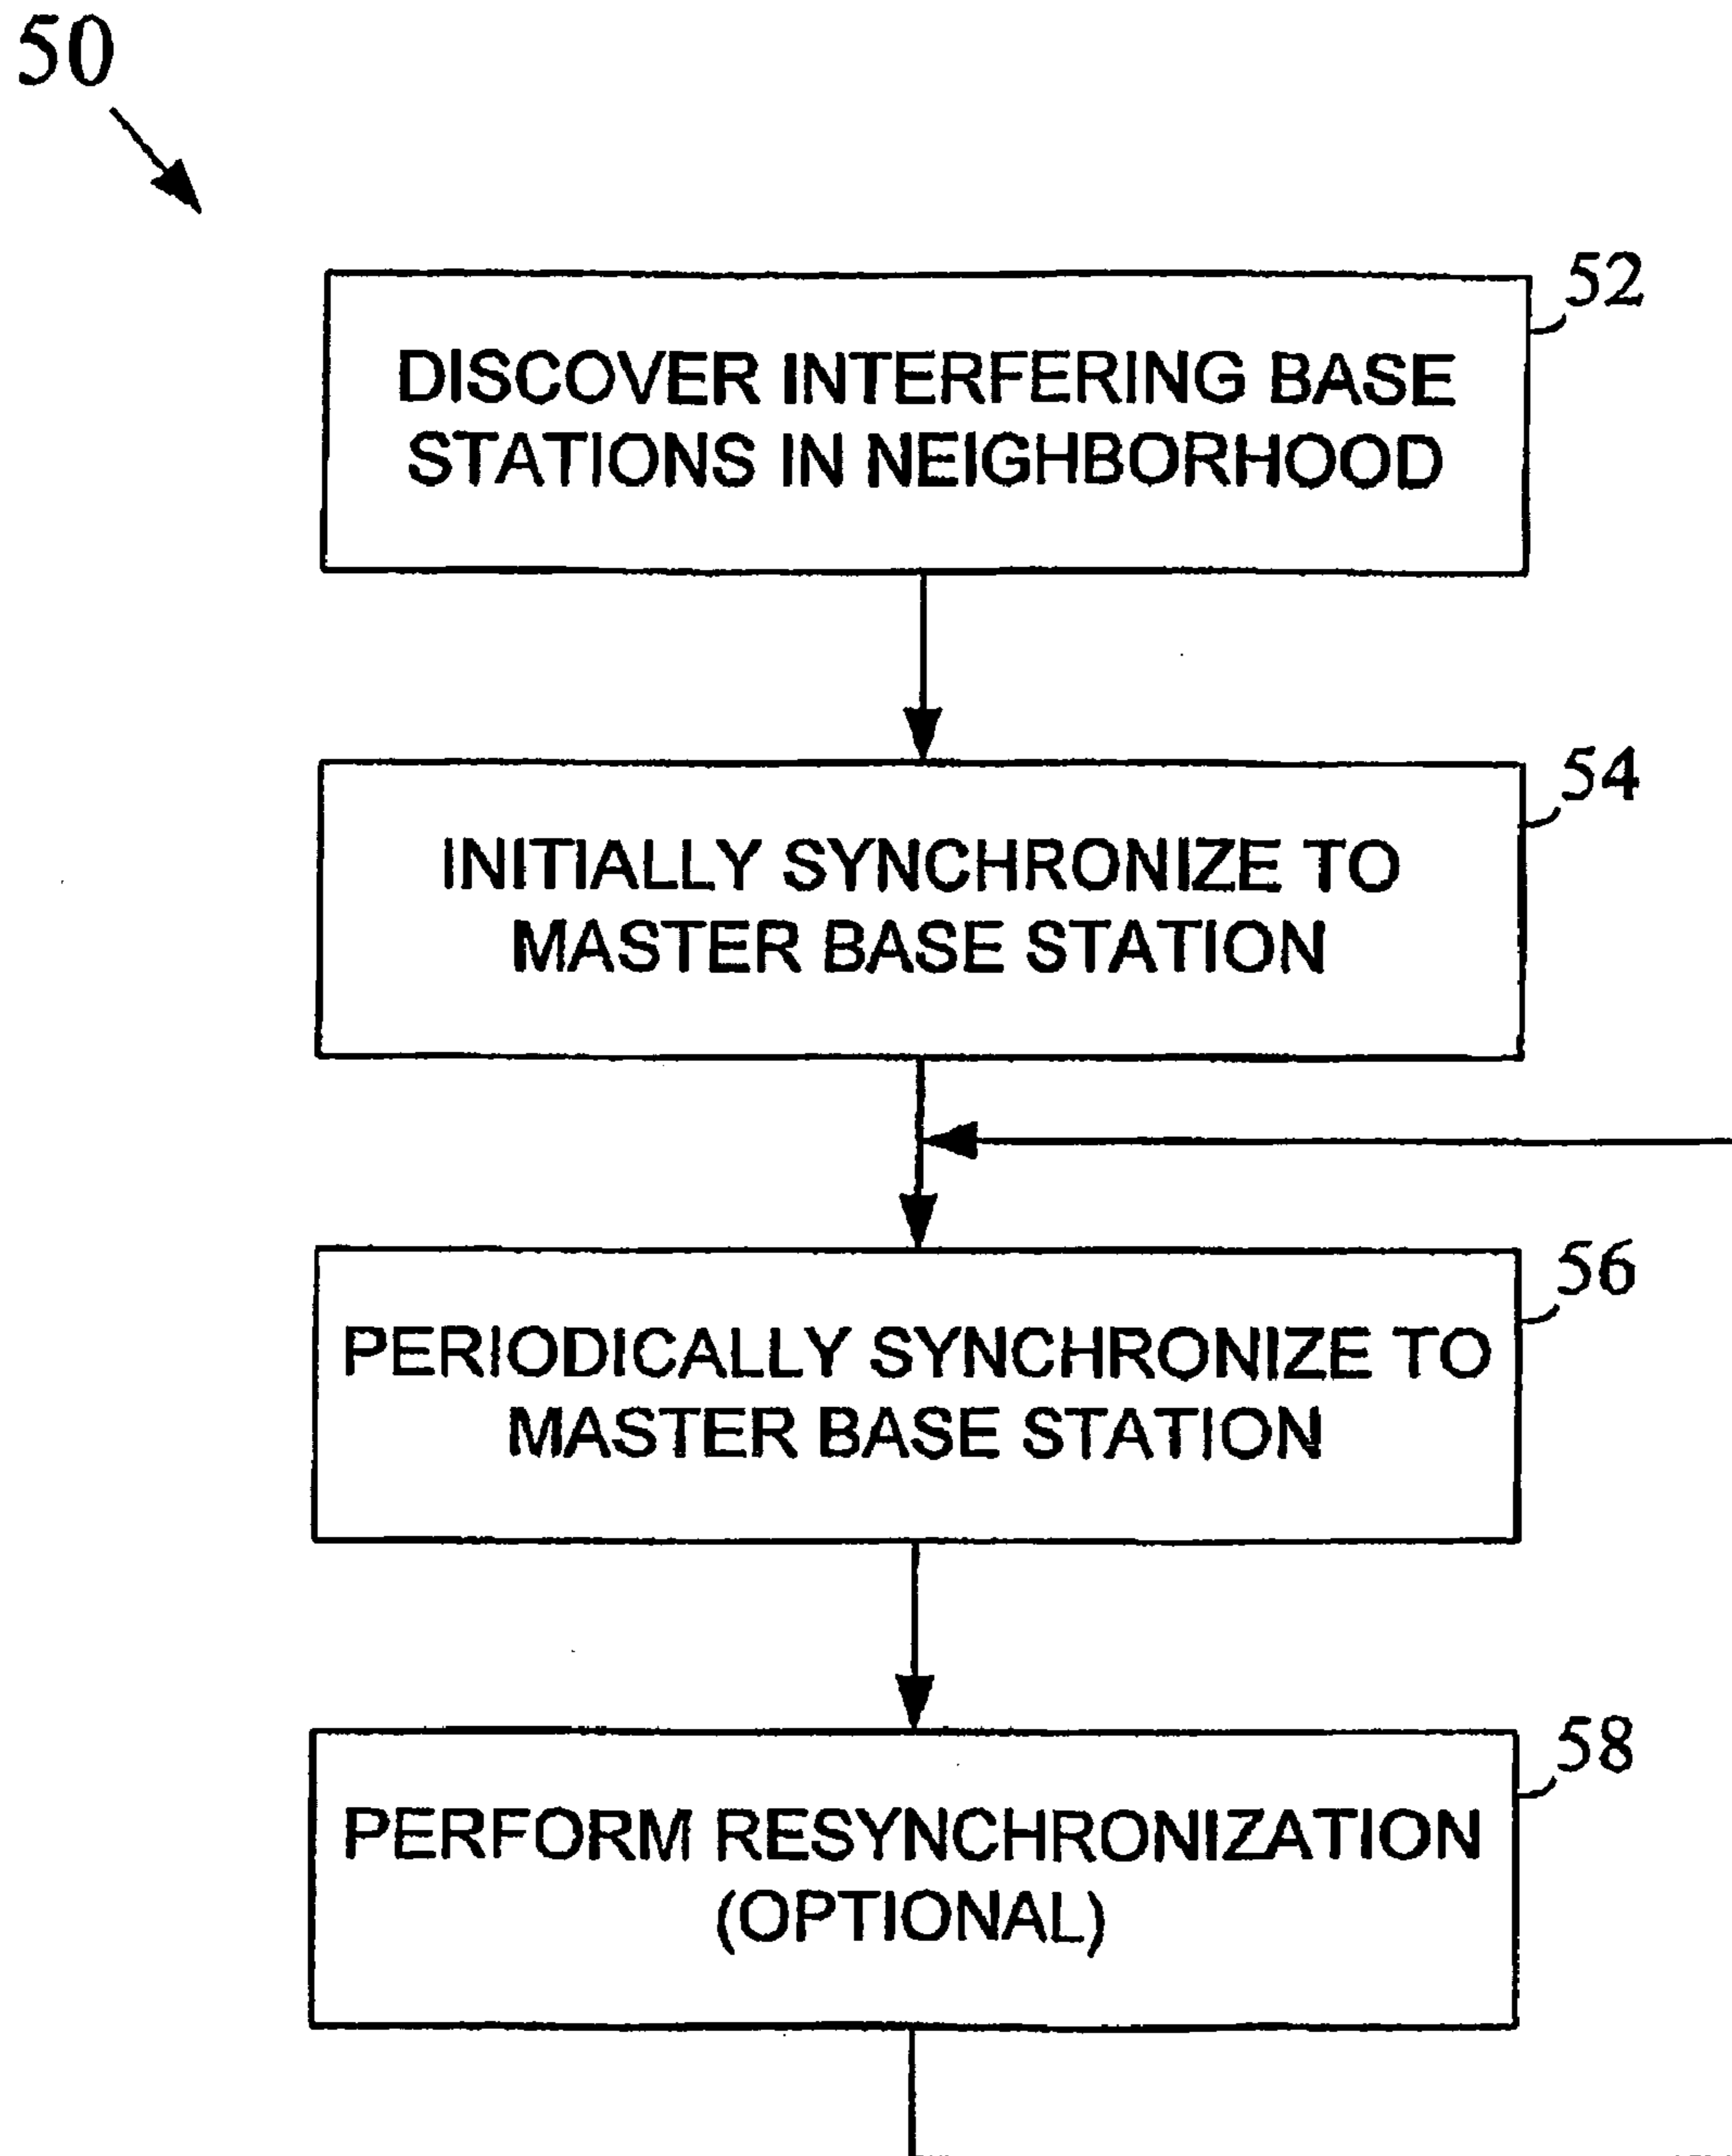 50
52
DISCOVER INTERFERING BASE
STATIONS IN NEIGHBORHOOD
54
INITIALLY SYNCHRONIZE TO
MASTER BASE STATION
56
PERIODICALLY SYNCHRONIZE TO
MASTER BASE STATION
58
PERFORM RESYNCHRONIZATION
(OPTIONAL)